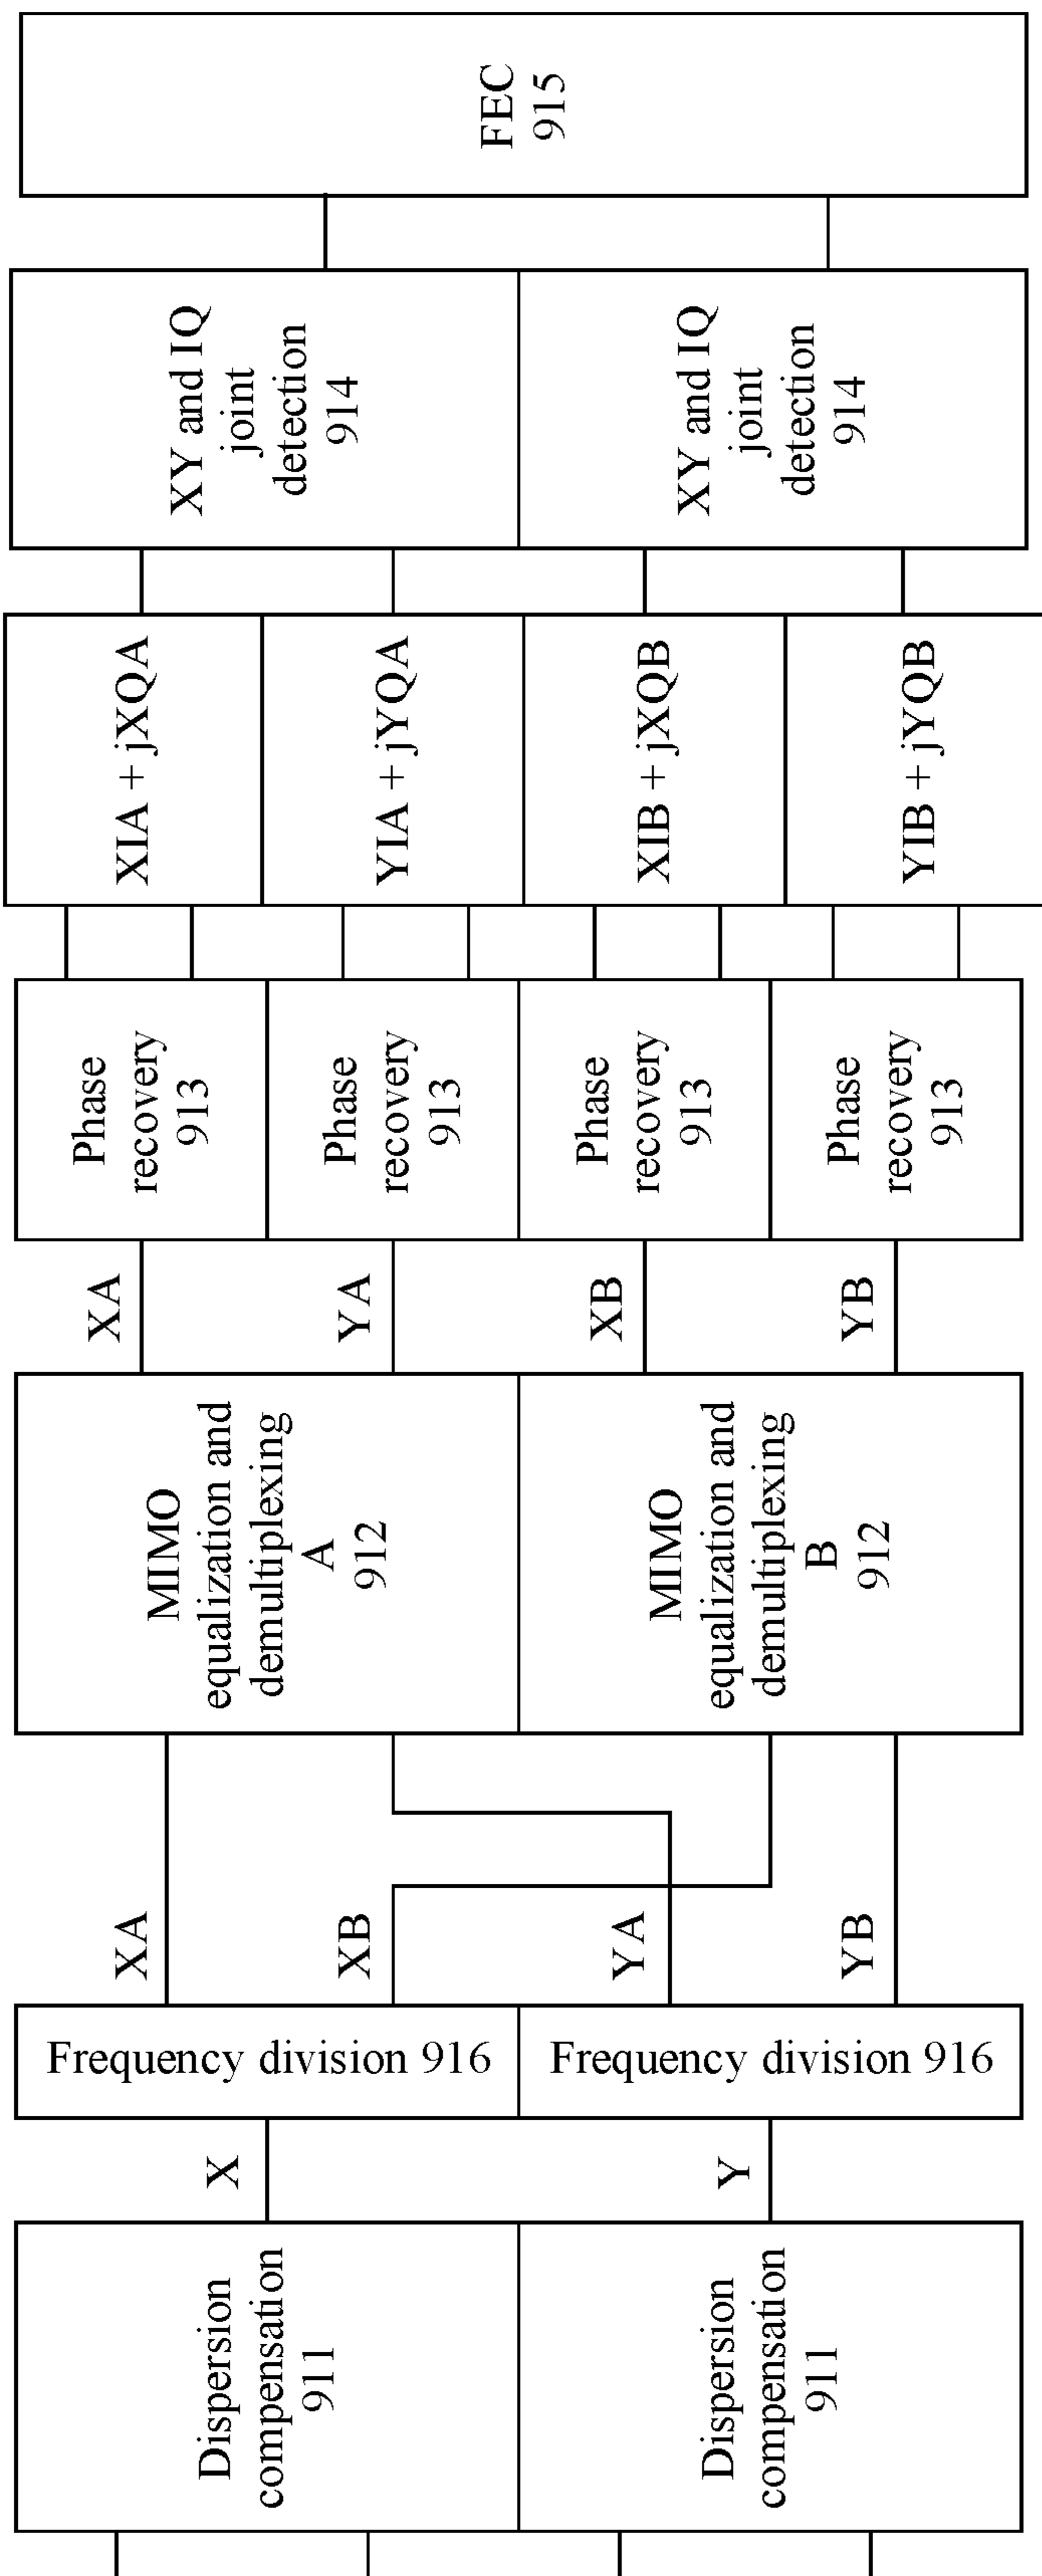 Dispersion
compensation
911
Dispersion
compensation
911
X
Y
Frequency division 916
Frequency division 916
XA
XB
YA
YB
MIMO
equalization and
demultiplexing
A
912
MIMO
equalization and
demultiplexing
B
912
XA
YA
XB
YB
Phase
recovery
913
Phase
recovery
913
Phase
recovery
913
Phase
recovery
913
XIA + jXQA
YIA + jYQA
XIB + jXQB
YIB + jYQB
XY and IQ
joint
detection
914
XY and IQ
joint
detection
914
FEC
915